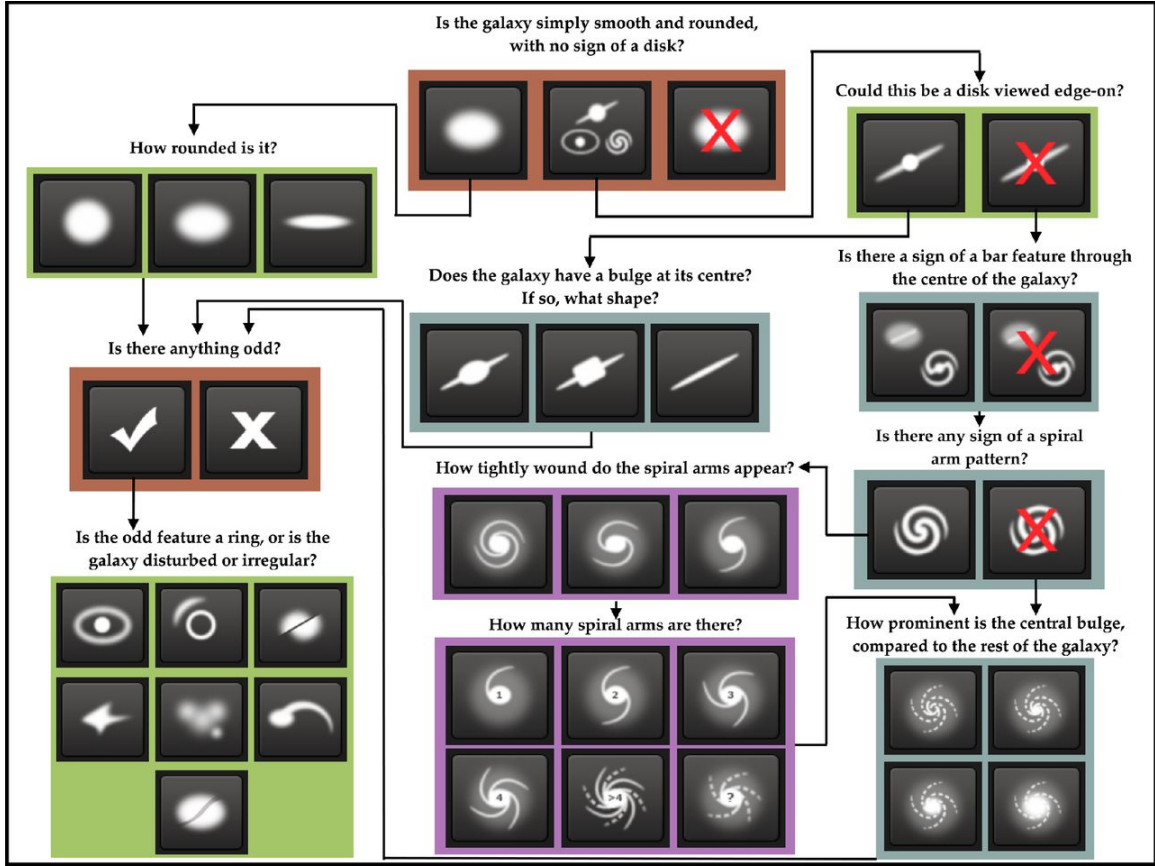 Is the galaxy simply smooth and rounded,
with no sign of a disk?
Could this be a disk viewed edge-on?
How rounded is it?
Is there a sign of a bar feature through
the centre of the galaxy?
Does the galaxy have a bulge at its centre?
If so, what shape?
Is there anything odd?
Is there any sign of a spiral
arm pattern?
How tightly wound do the spiral arms appear?
Is the odd feature a ring, or is the
galaxy disturbed or irregular?
How many spiral arms are there?
1
2
3
4
>4
?
How prominent is the central bulge,
compared to the rest of the galaxy?